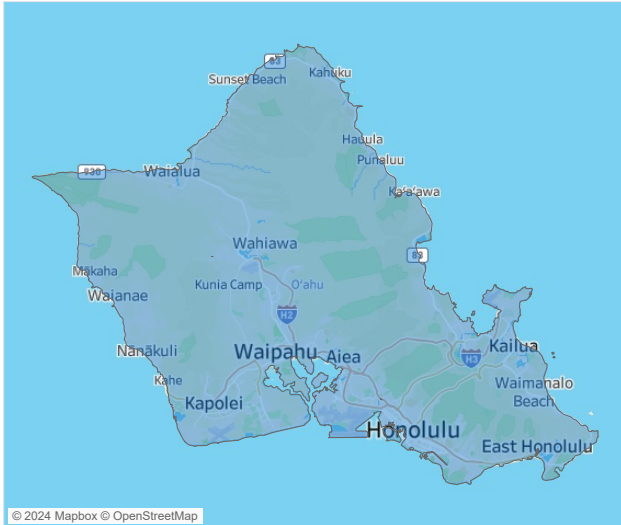 83
Sunset Beach
Kahuku
Hauula
Punaluu
930
Waialua
Ka'a'awa
Wahiawa
83
Mākaha
Kunia Camp
O'ahu
Waianae
H2
Nānākuli
Waipahu
Aiea
Kailua
H3
Kahe
Waimanalo
Beach
Kapolei
Honolulu
East Honolulu
© 2024 Mapbox © OpenStreetMap